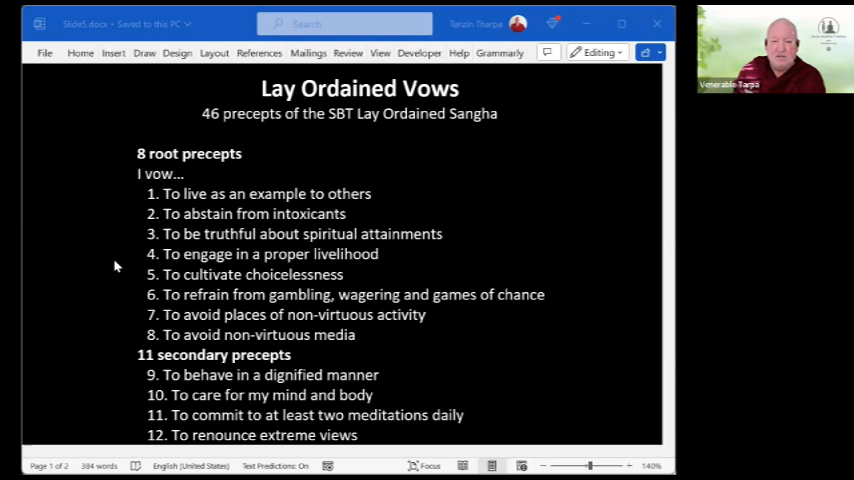 Slide5.docx • Saved to this PC
Search
Tenzin Tharpa
File Home Insert Draw Design Layout References Mailings Review View Developer Help Grammarly Editing
Lay Ordained Vows
46 precepts of the SBT Lay Ordained Sangha
8 root precepts
I vow…
1. To live as an example to others
2. To abstain from intoxicants
3. To be truthful about spiritual attainments
4. To engage in a proper livelihood
5. To cultivate choicelessness
6. To refrain from gambling, wagering and games of chance
7. To avoid places of non-virtuous activity
8. To avoid non-virtuous media
11 secondary precepts
9. To behave in a dignified manner
10. To care for my mind and body
11. To commit to at least two meditations daily
12. To renounce extreme views
Page 1 of 2 384 words English (United States) Text Predictions: On Focus 140%
Venerable Tarpa